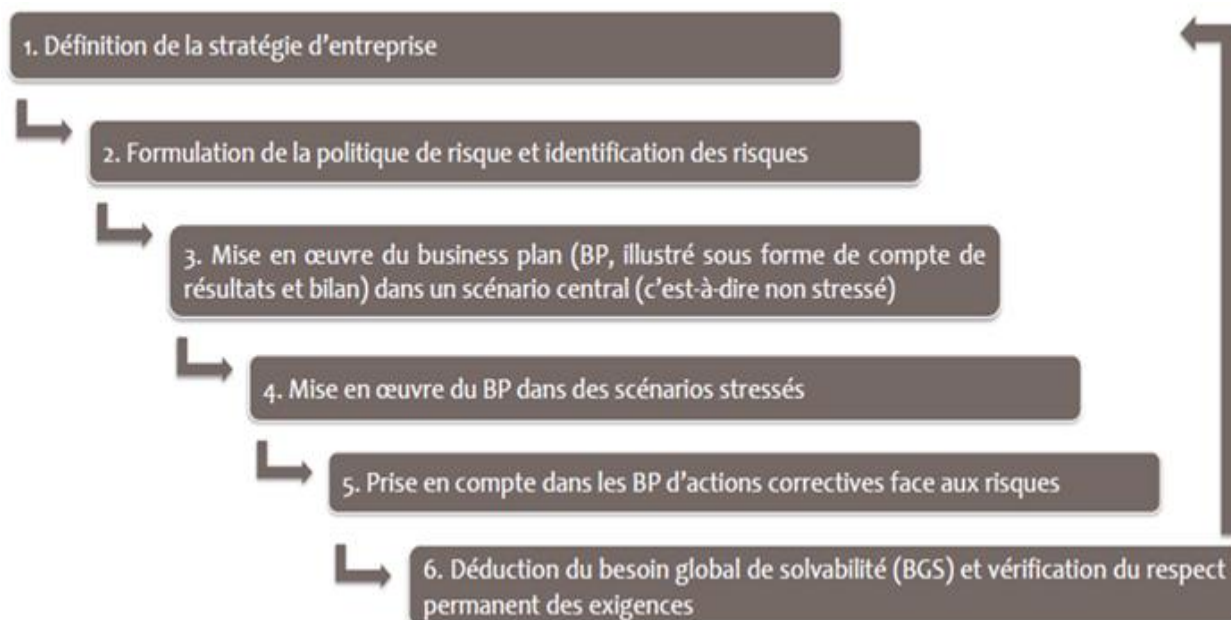 1. Définition de la stratégie d’entreprise
2. Formulation de la politique de risque et identification des risques
3. Mise en œuvre du business plan (BP, illustré sous forme de compte de
résultats et bilan) dans un scénario central (c’est-à-dire non stressé)
4. Mise en œuvre du BP dans des scénarios stressés
5. Prise en compte dans les BP d’actions correctives face aux risques
6. Déduction du besoin global de solvabilité (BGS) et vérification du respect
permanent des exigences